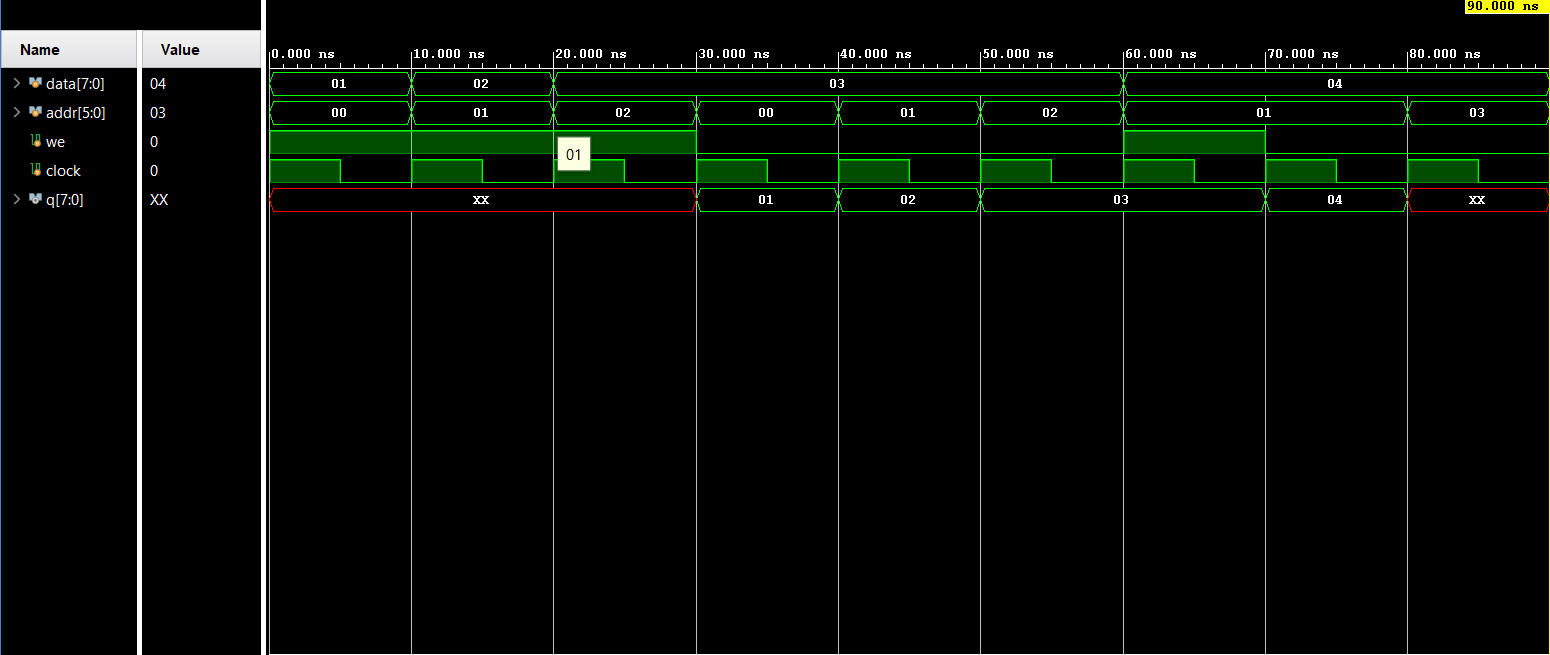 90.000 ns
Name Value
0.000 ns 10.000 ns 20.000 ns 30.000 ns 40.000 ns 50.000 ns 60.000 ns 70.000 ns 80.000 ns
data[7:0] 04 01 02 03 04
addr[5:0] 03 00 01 02 00 01 02 01 03
we 0
01
clock 0
q[7:0] XX XX 01 02 03 04 XX